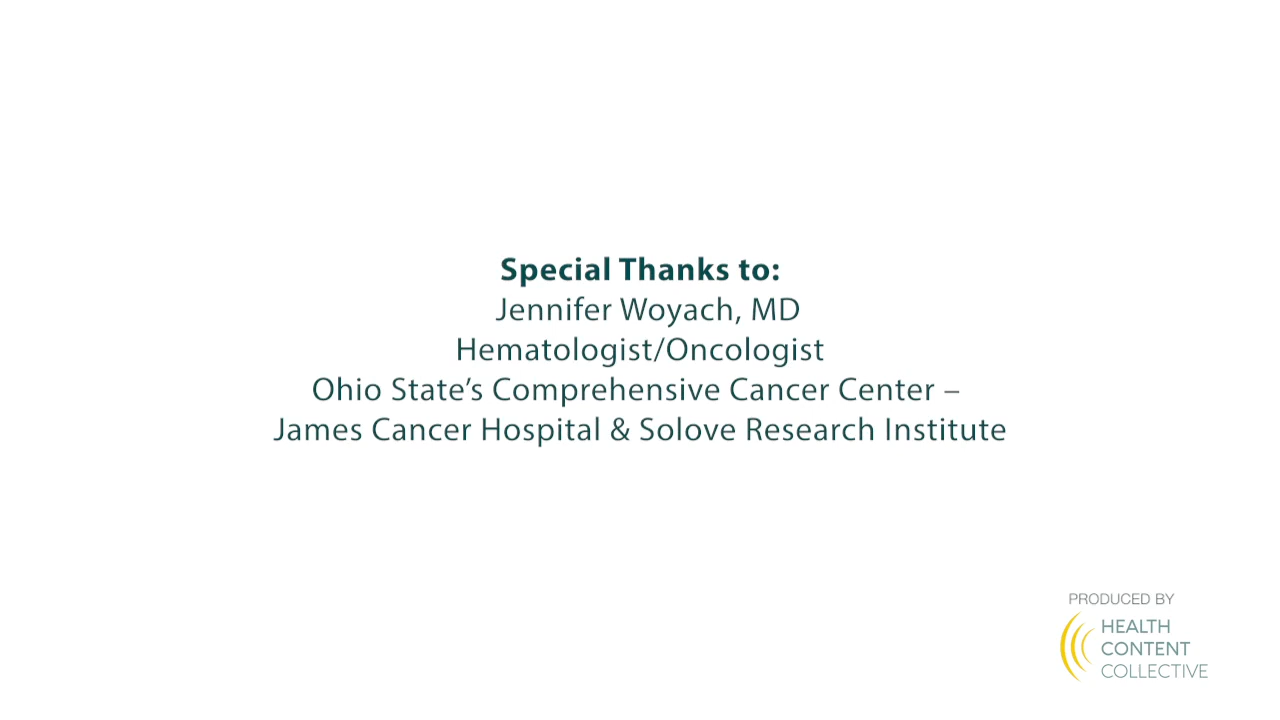 Special Thanks to:
Jennifer Woyach, MD
Hematologist/Oncologist
Ohio State’s Comprehensive Cancer Center –
James Cancer Hospital & Solove Research Institute
PRODUCED BY
HEALTH
CONTENT
COLLECTIVE